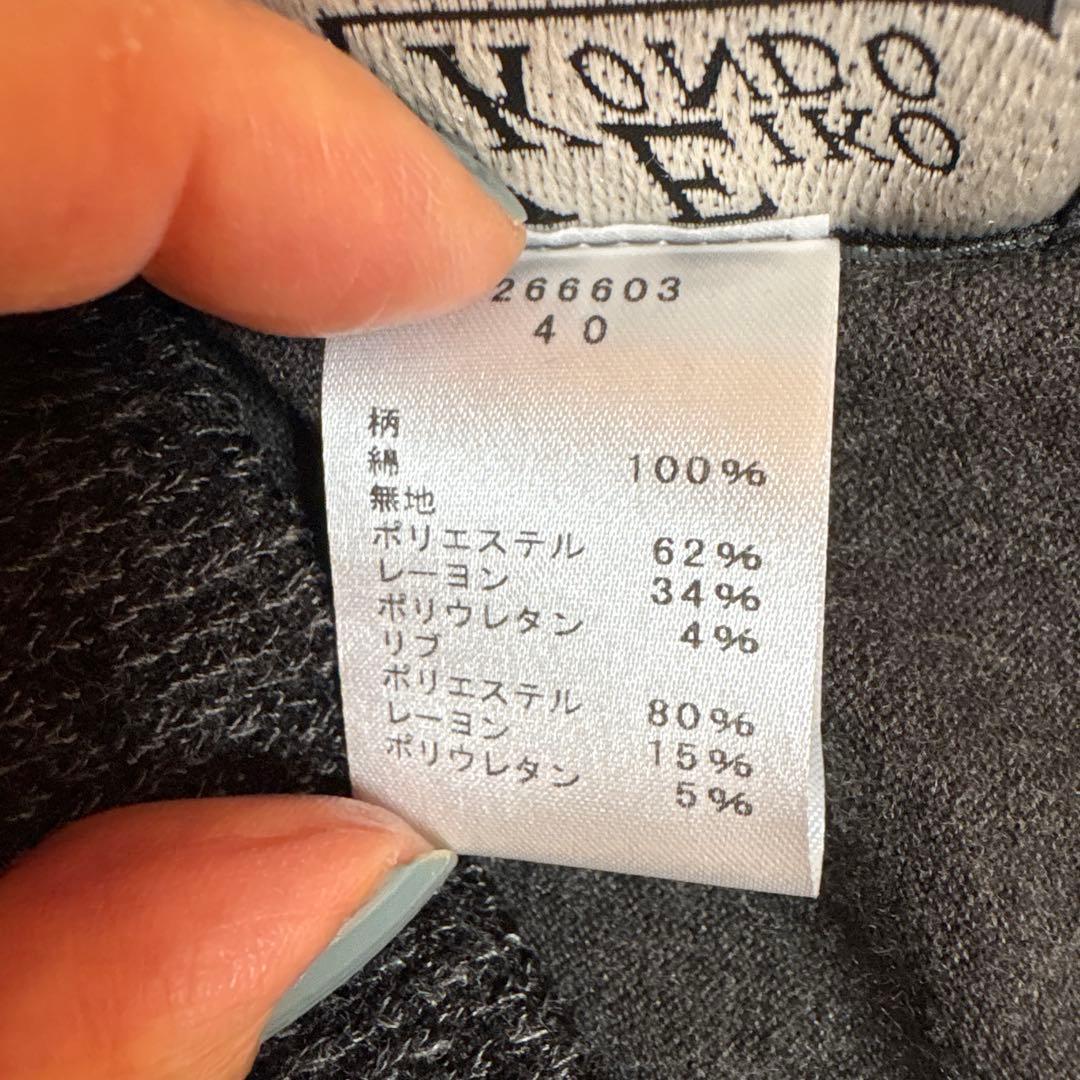 266603
40
柄
綿 100%
無地
ポリエステル 62%
レーヨン 34%
ポリウレタン 4%
リブ
ポリエステル 80%
レーヨン 15%
ポリウレタン 5%